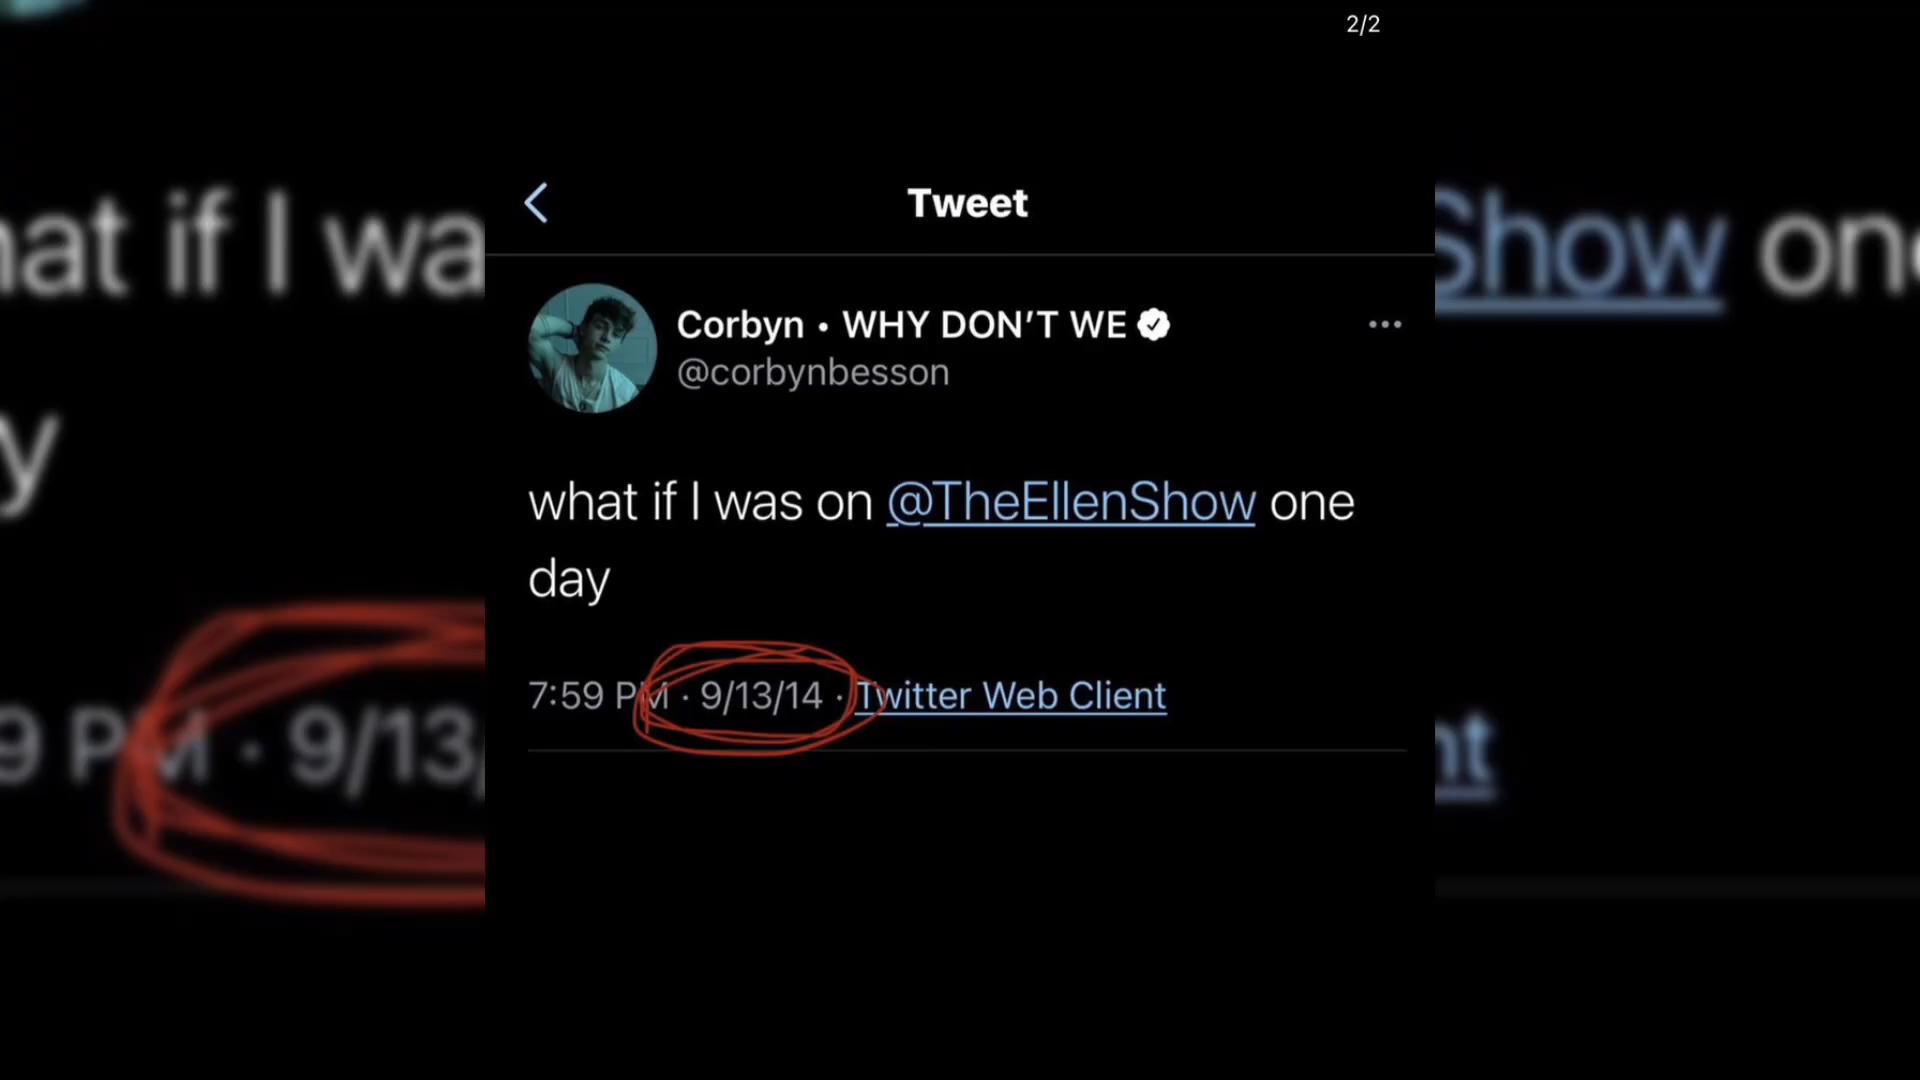 2/2
Tweet
Corbyn • WHY DON'T WE
@corbynbesson
what if I was on @TheEllenShow one
day
7:59 PM · 9/13/14 · Twitter Web Client